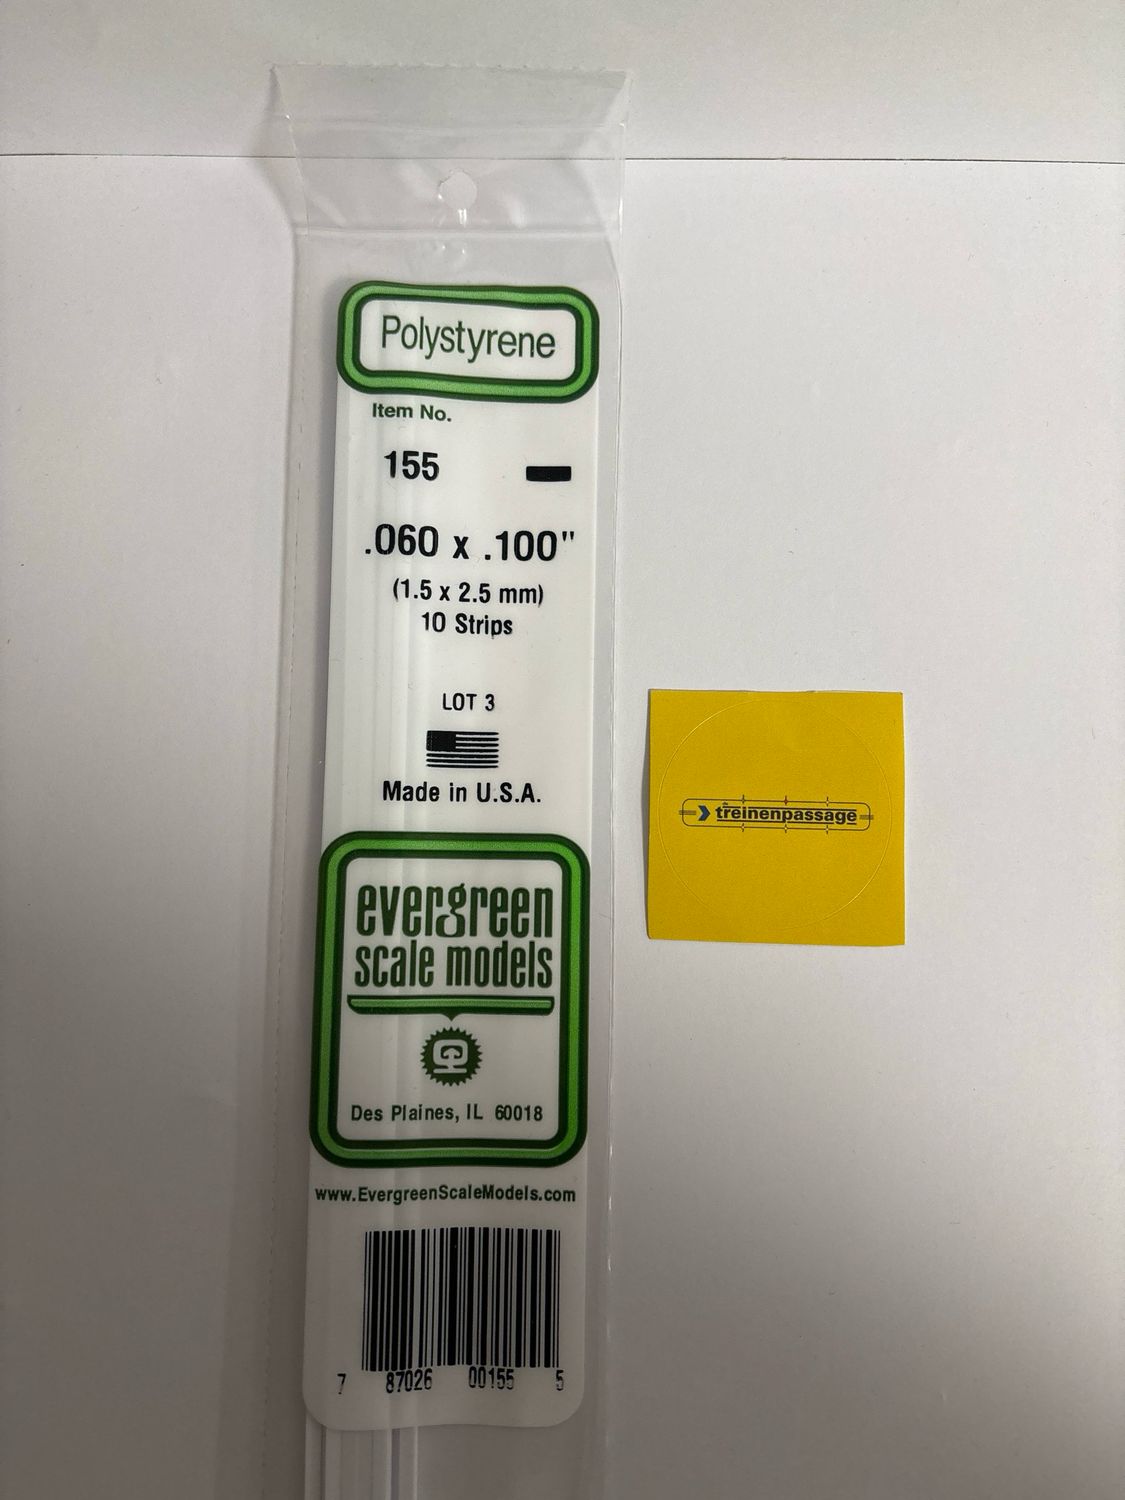 Polystyrene
Item No.
155
.060 x .100"
(1.5 x 2.5 mm)
10 Strips
LOT 3
Made in U.S.A.
de
treinenpassage
evergreen
scale models
Des Plaines, IL 60018
www.EvergreenScaleModels.com
7 87026 00155 5